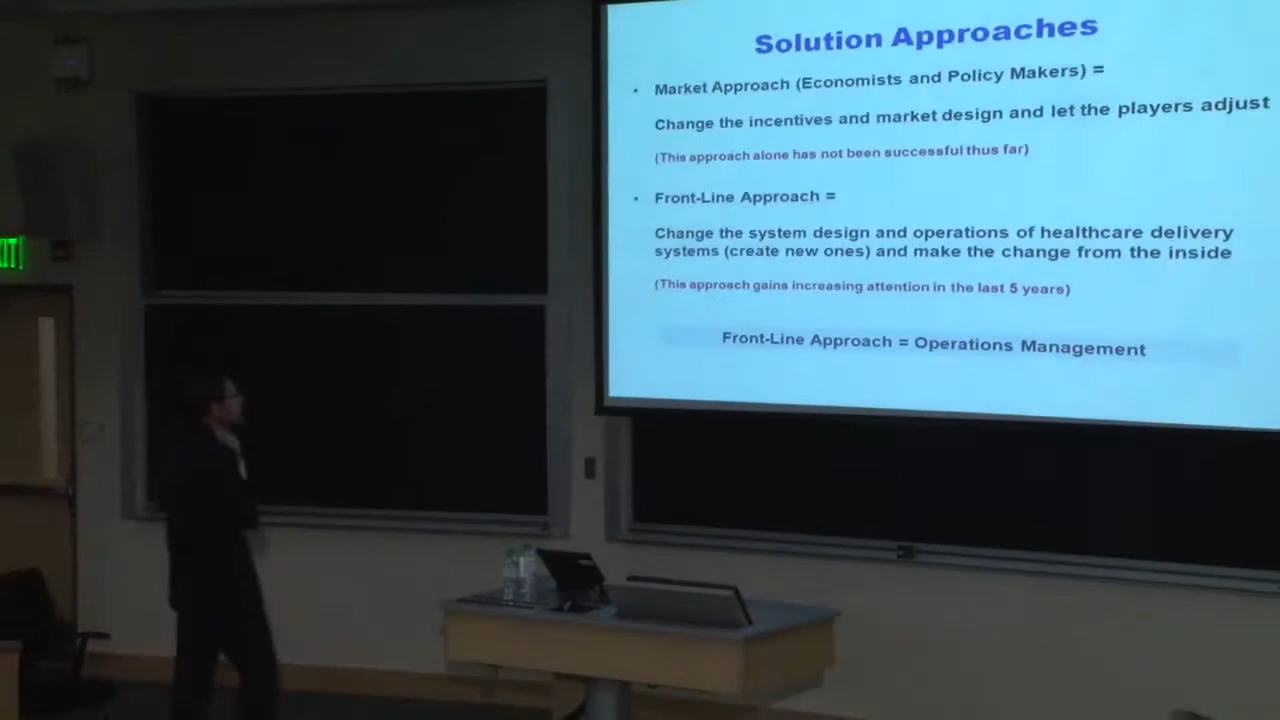 Solution Approaches
• Market Approach (Economists and Policy Makers) =
Change the incentives and market design and let the players adjust
(This approach alone has not been successful thus far)
• Front-Line Approach =
Change the system design and operations of healthcare delivery
systems (create new ones) and make the change from the inside
(This approach gains increasing attention in the last 5 years)
Front-Line Approach = Operations Management